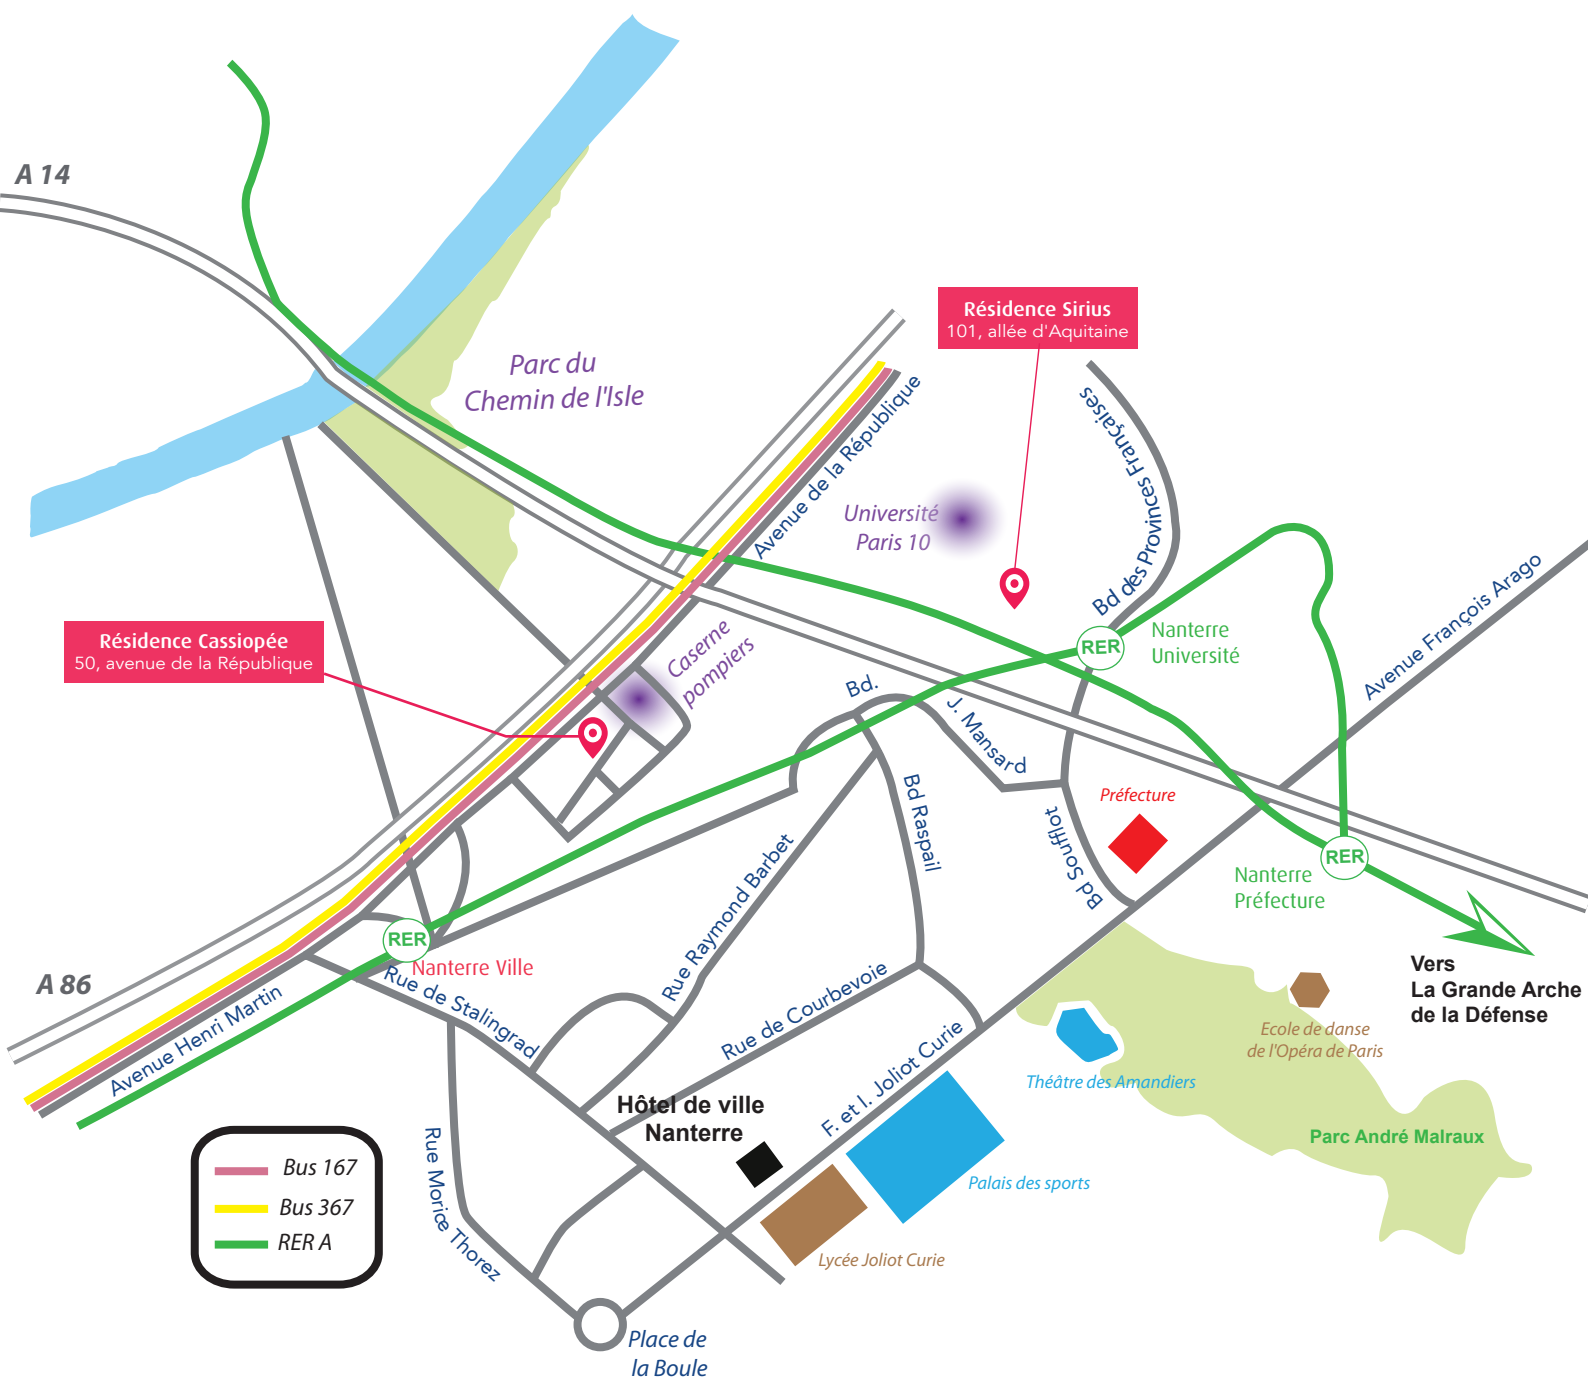 A 14
Résidence Sirius
101, allée d'Aquitaine
Parc du
Chemin de l'Isle
Avenue de la République
Bd des Provinces Françaises
Université
Paris 10
Avenue François Arago
Résidence Cassiopée
50, avenue de la République
Caserne
pompiers
RER
Nanterre
Université
Bd.
J. Mansard
Bd Raspail
Bd Soufflot
Préfecture
RER
Nanterre
Préfecture
Rue Raymond Barbet
RER
Nanterre Ville
A 86
Avenue Henri Martin
Rue de Stalingrad
Rue de Courbevoie
F. et I. Joliot Curie
Vers
La Grande Arche
de la Défense
Ecole de danse
de l'Opéra de Paris
Théâtre des Amandiers
Parc André Malraux
Hôtel de ville
Nanterre
Palais des sports
Lycée Joliot Curie
Rue Morice Thorez
Bus 167
Bus 367
RER A
Place de
la Boule